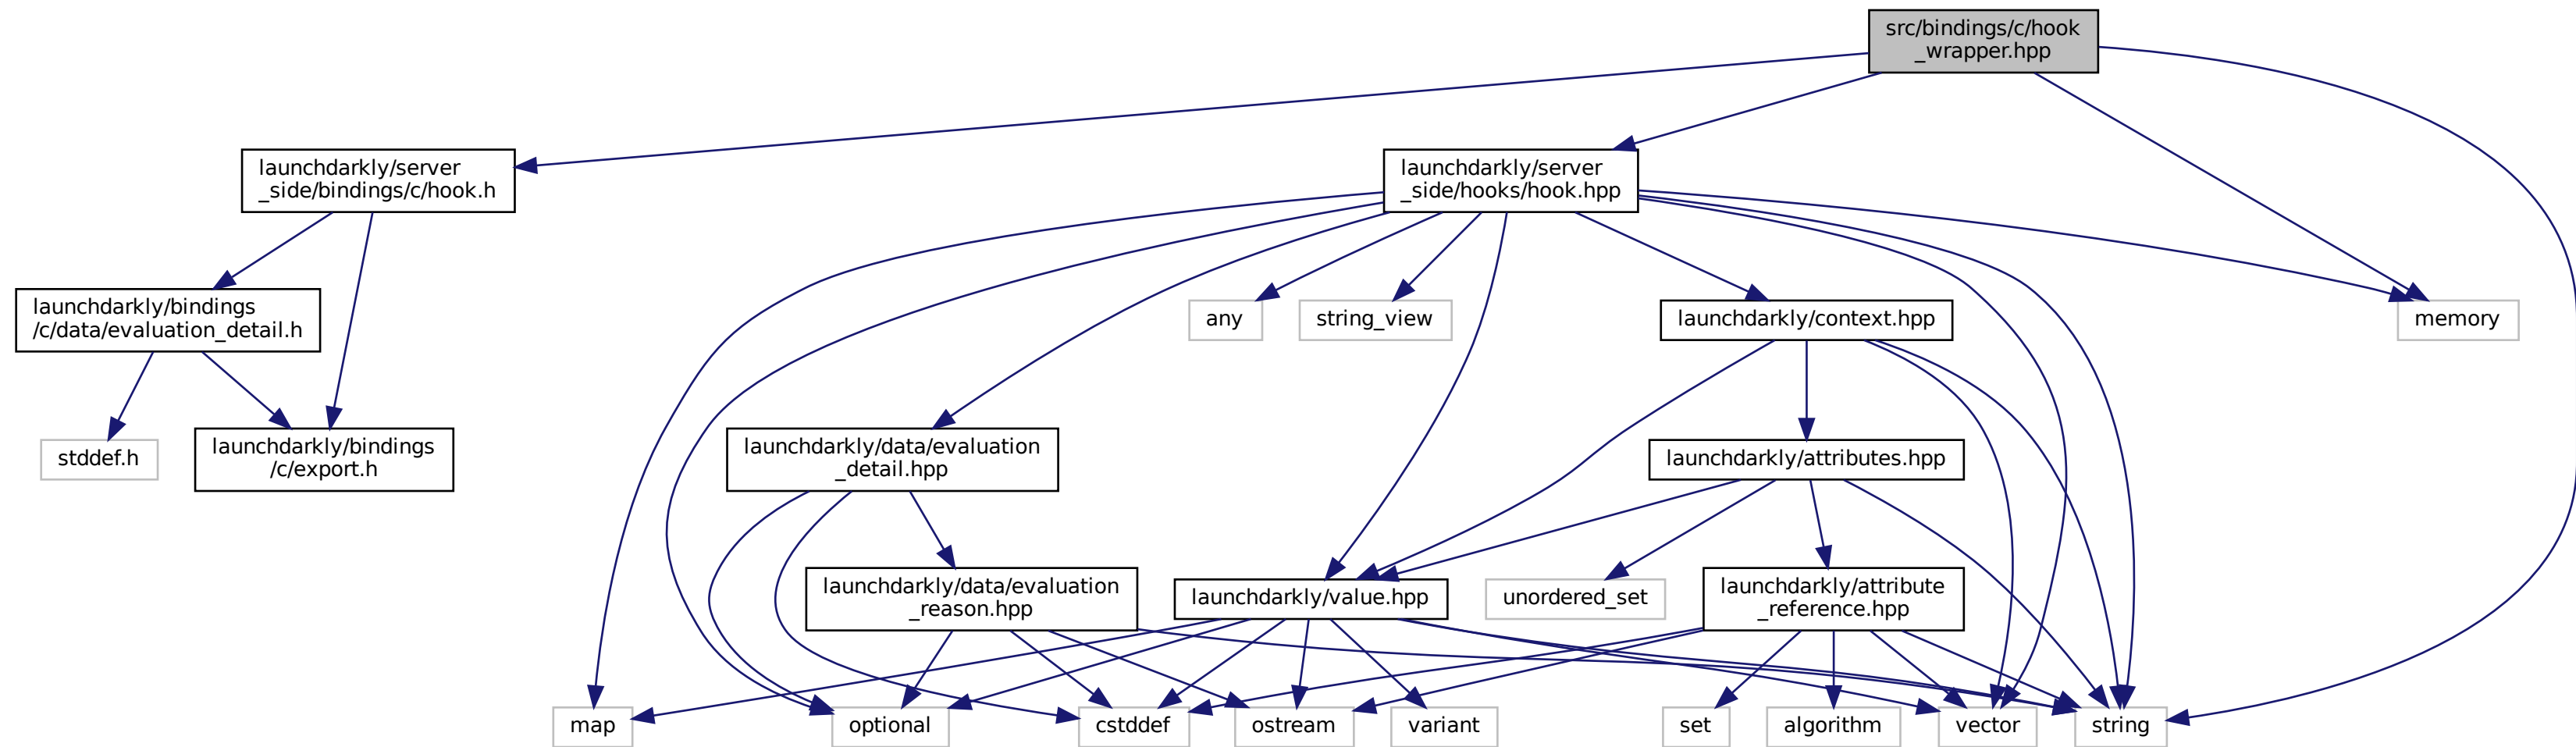 src/bindings/c/hook
_wrapper.hpp
launchdarkly/server
_side/bindings/c/hook.h
launchdarkly/server
_side/hooks/hook.hpp
launchdarkly/bindings
/c/data/evaluation_detail.h
any
string_view
launchdarkly/context.hpp
memory
stddef.h
launchdarkly/bindings
/c/export.h
launchdarkly/data/evaluation
_detail.hpp
launchdarkly/attributes.hpp
launchdarkly/data/evaluation
_reason.hpp
launchdarkly/value.hpp
unordered_set
launchdarkly/attribute
_reference.hpp
map
optional
cstddef
ostream
variant
set
algorithm
vector
string